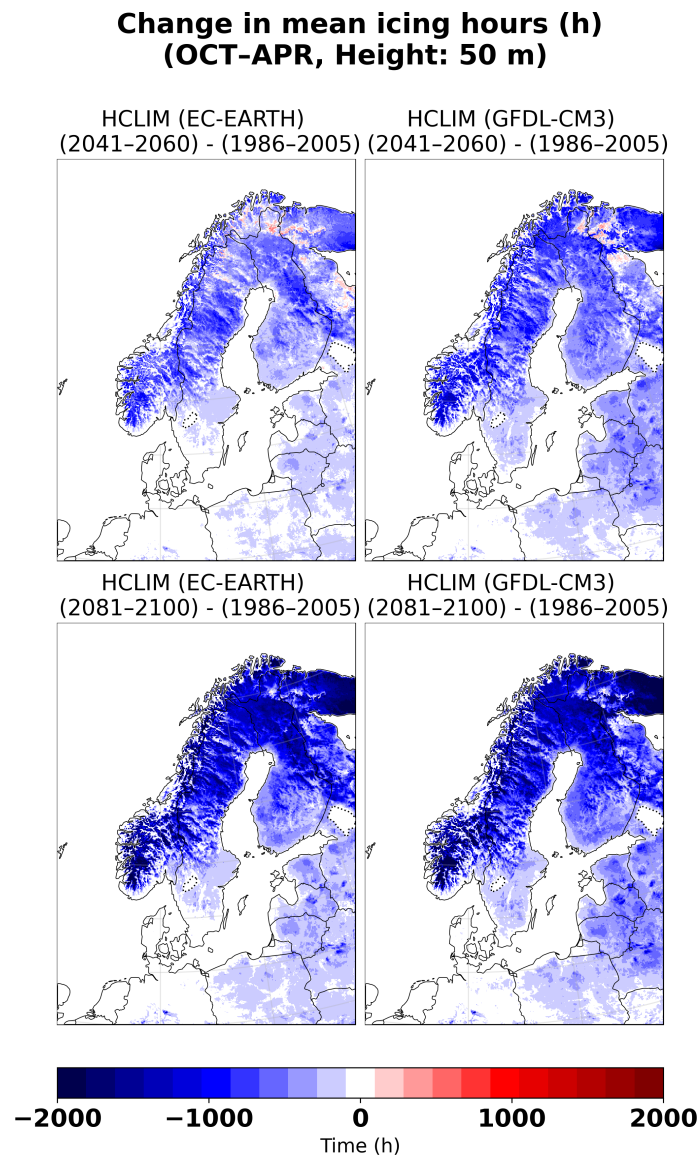 Change in mean icing hours (h)
(OCT–APR, Height: 50 m)
HCLIM (EC-EARTH)
(2041–2060) - (1986–2005)
HCLIM (GFDL-CM3)
(2041–2060) - (1986–2005)
HCLIM (EC-EARTH)
(2081–2100) - (1986–2005)
HCLIM (GFDL-CM3)
(2081–2100) - (1986–2005)
−2000 −1000 0 1000 2000
Time (h)